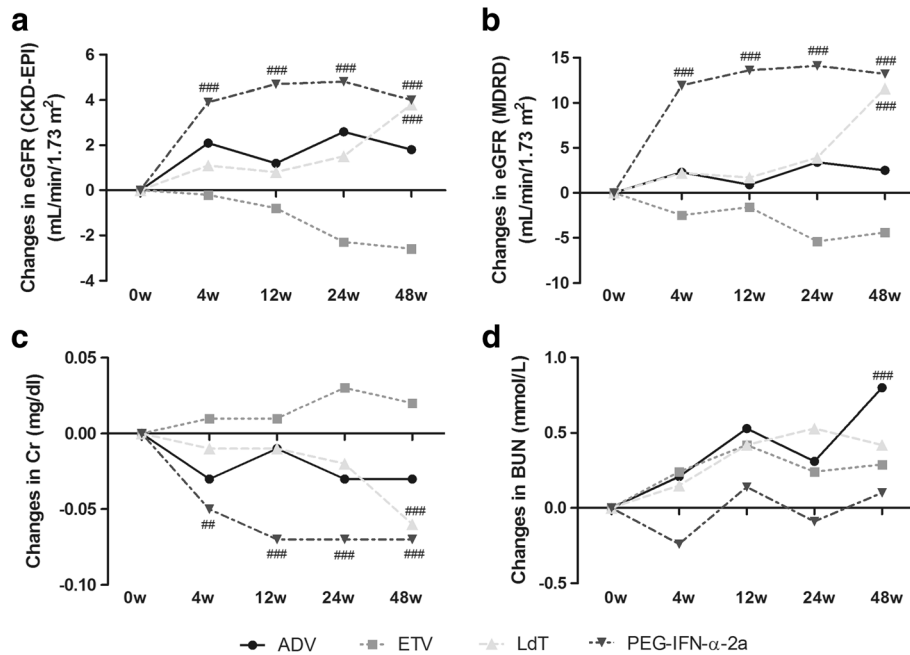 a
Changes in eGFR (CKD-EPI)
(mL/min/1.73 m²)
6
4
2
0
-2
-4
###
###
###
###
###
0w
4w
12w
24w
48w
b
Changes in eGFR (MDRD)
(mL/min/1.73 m²)
15
10
5
0
-5
-10
###
###
###
###
###
0w
4w
12w
24w
48w
c
Changes in Cr (mg/dl)
0.05
0.00
-0.05
-0.10
##
###
###
###
###
0w
4w
12w
24w
48w
d
Changes in BUN (mmol/L)
1.0
0.5
0.0
-0.5
###
0w
4w
12w
24w
48w
ADV
ETV
LdT
PEG-IFN-α-2a